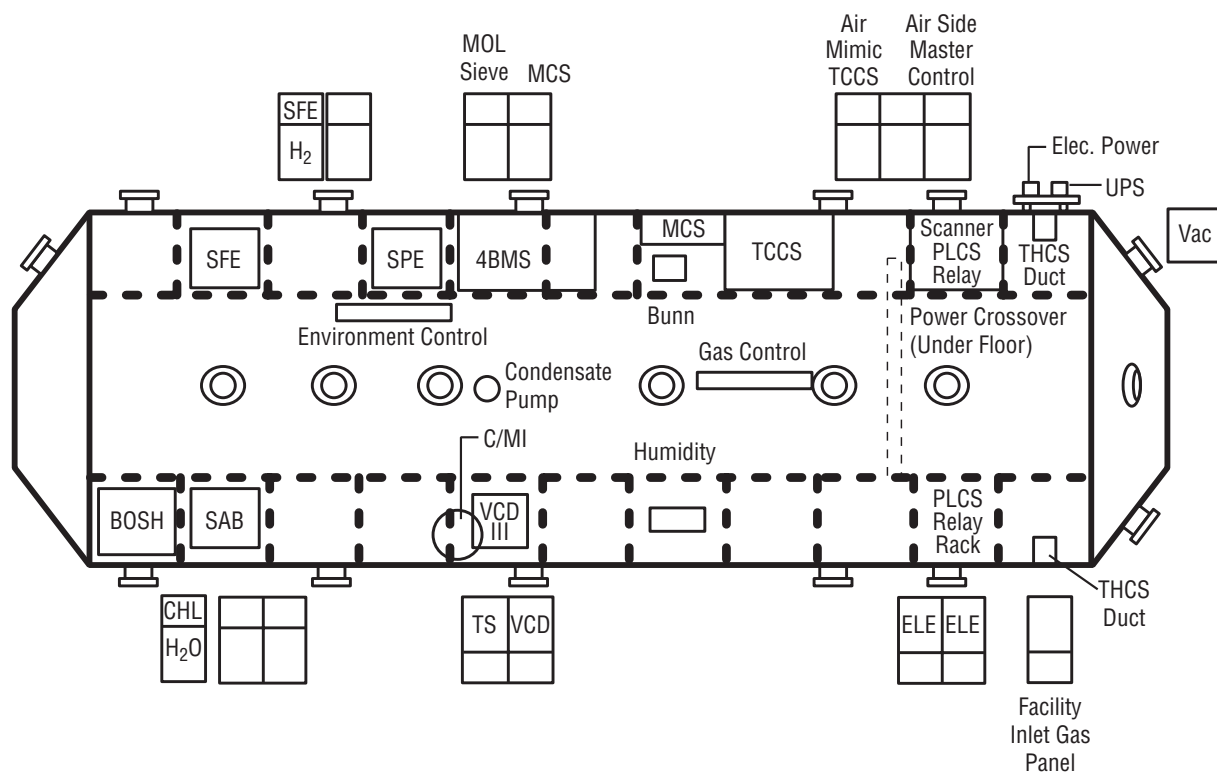 MOL
Sieve
MCS
Air
Mimic
TCCS
Air Side
Master
Control
SFE
H₂
Elec. Power
UPS
Vac
SFE
SPE
4BMS
MCS
TCCS
Scanner
PLCS
Relay
THCS
Duct
Environment Control
Bunn
Power Crossover
(Under Floor)
Gas Control
Condensate
Pump
C/MI
Humidity
BOSH
SAB
VCD
III
PLCS
Relay
Rack
THCS
Duct
CHL
H₂O
TS
VCD
ELE
ELE
Facility
Inlet Gas
Panel